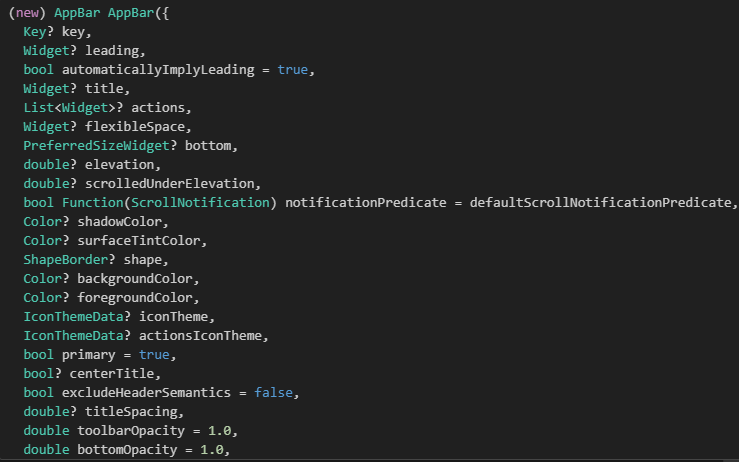 (new) AppBar AppBar({
Key? key,
Widget? leading,
bool automaticallyImplyLeading = true,
Widget? title,
List<Widget>? actions,
Widget? flexibleSpace,
PreferredSizeWidget? bottom,
double? elevation,
double? scrolledUnderElevation,
bool Function(ScrollNotification) notificationPredicate = defaultScrollNotificationPredicate,
Color? shadowColor,
Color? surfaceTintColor,
ShapeBorder? shape,
Color? backgroundColor,
Color? foregroundColor,
IconThemeData? iconTheme,
IconThemeData? actionsIconTheme,
bool primary = true,
bool? centerTitle,
bool excludeHeaderSemantics = false,
double? titleSpacing,
double toolbarOpacity = 1.0,
double bottomOpacity = 1.0,